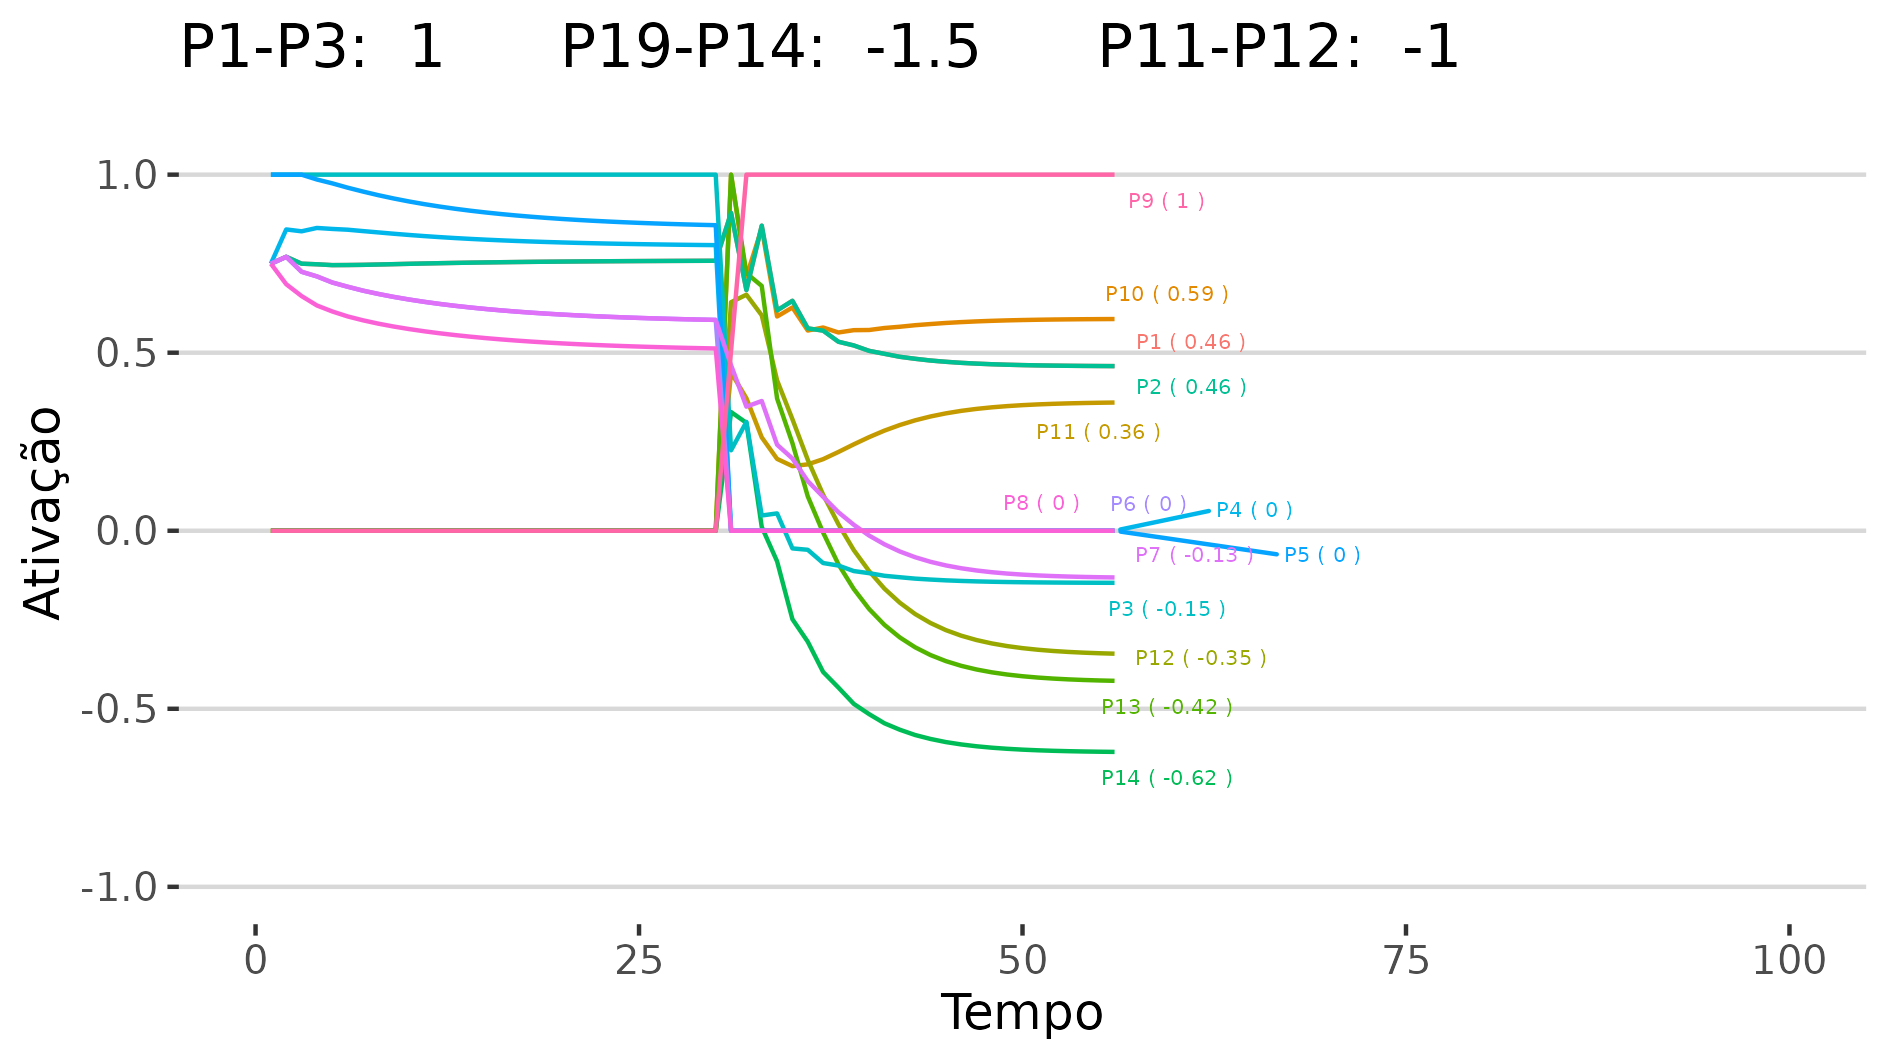 P1-P3: 1 P19-P14: -1.5 P11-P12: -1
Ativação
1.0
0.5
0.0
-0.5
-1.0
P9 ( 1 )
P10 ( 0.59 )
P1 ( 0.46 )
P2 ( 0.46 )
P11 ( 0.36 )
P8 ( 0 ) P6 ( 0 ) P4 ( 0 )
P7 ( -0.13 ) P5 ( 0 )
P3 ( -0.15 )
P12 ( -0.35 )
P13 ( -0.42 )
P14 ( -0.62 )
0 25 50 75 100
Tempo